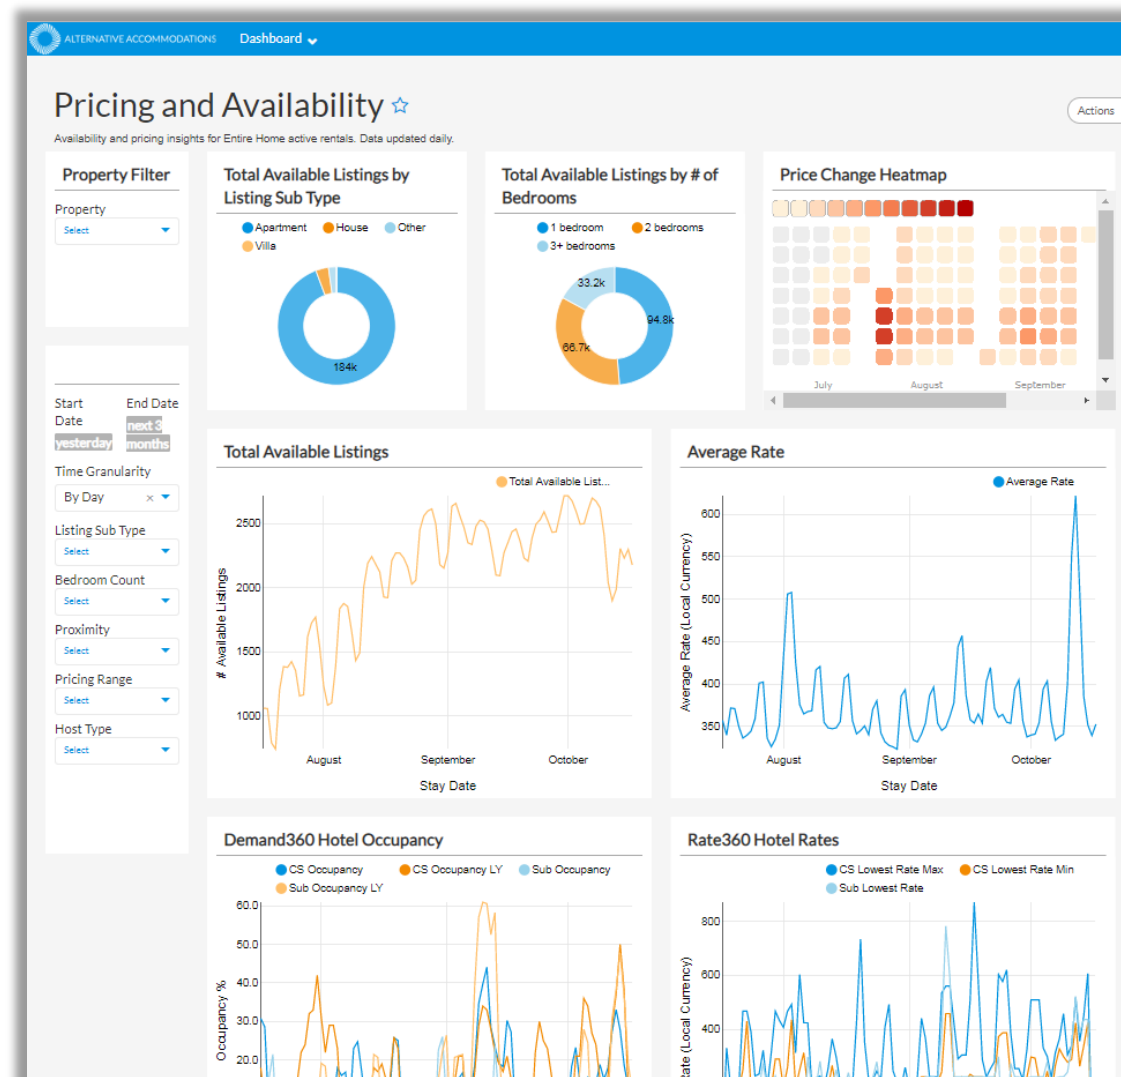 ALTERNATIVE ACCOMMODATIONS Dashboard
Pricing and Availability
Actions
Availability and pricing insights for Entire Home active rentals. Data updated daily.
Property Filter
Property
Select
Start
Date
yesterday
End Date
next 3
months
Time Granularity
By Day ×
Listing Sub Type
Select
Bedroom Count
Select
Proximity
Select
Pricing Range
Select
Host Type
Select
Total Available Listings by
Listing Sub Type
Apartment House Other
Villa
184k
Total Available Listings by # of
Bedrooms
1 bedroom 2 bedrooms
3+ bedrooms
33.2k
94.8k
66.7k
Price Change Heatmap
July August September
Total Available Listings
Total Available List...
2500
2000
1500
1000
# Available Listings
August September October
Stay Date
Average Rate
Average Rate
600
550
500
450
400
350
Average Rate (Local Currency)
August September October
Stay Date
Demand360 Hotel Occupancy
CS Occupancy CS Occupancy LY Sub Occupancy
Sub Occupancy LY
60.0
50.0
40.0
30.0
20.0
Occupancy %
Rate360 Hotel Rates
CS Lowest Rate Max CS Lowest Rate Min
Sub Lowest Rate
800
600
400
Rate (Local Currency)